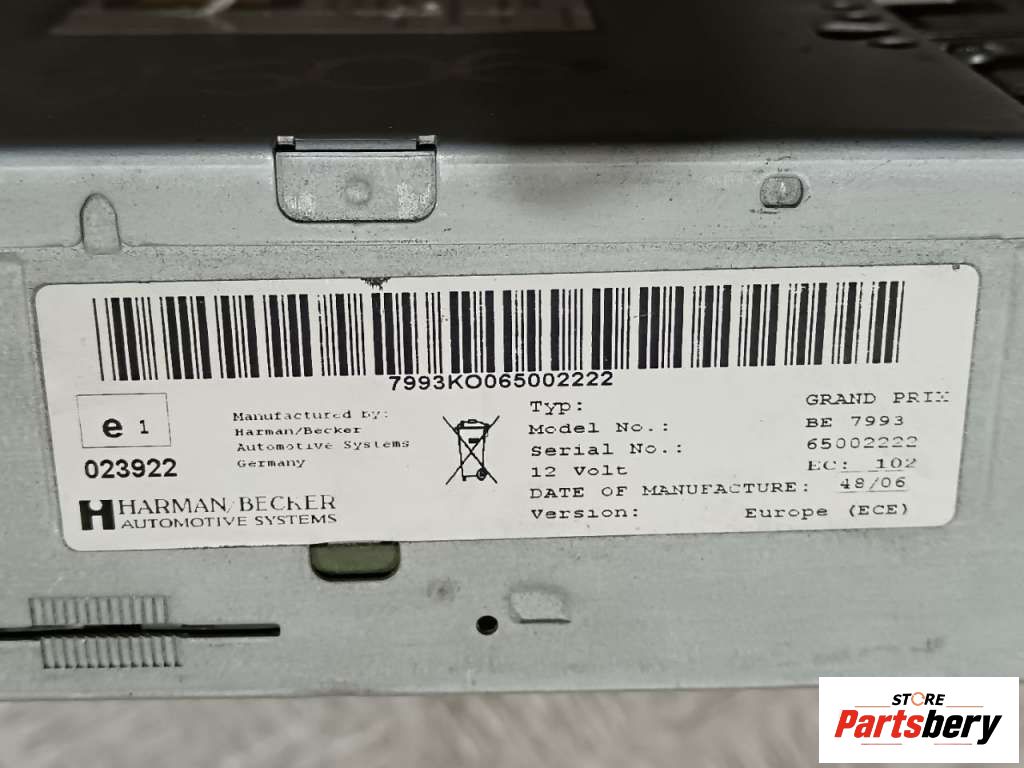 7993KO065002222
e 1
023922
Manufactured by:
Harman/Becker
Automotive Systems
Germany
HARMAN/BECKER
AUTOMOTIVE SYSTEMS
Typ: GRAND PRIX
Model No.: BE 7993
Serial No.: 65002222
12 Volt EC: 102
DATE OF MANUFACTURE: 48/06
Version: Europe (ECE)
STORE
Partsbery